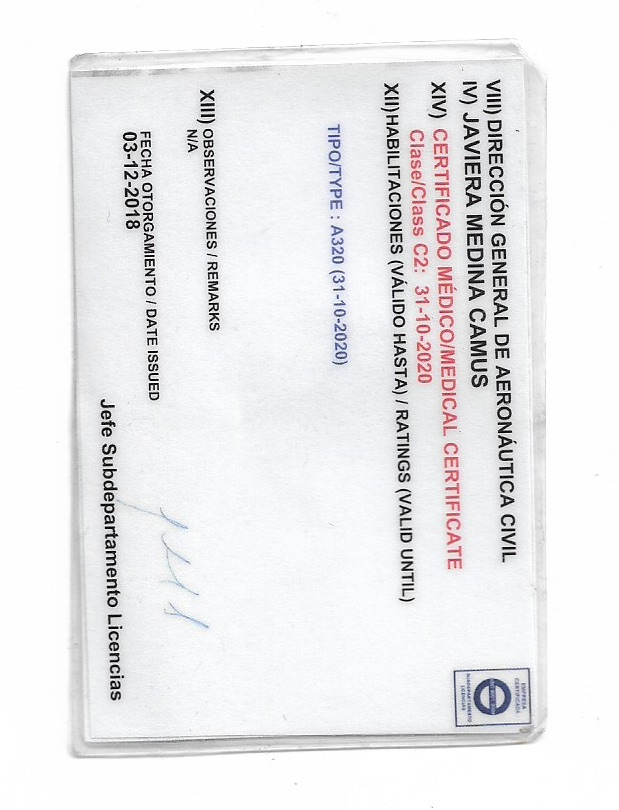 VIII) DIRECCIÓN GENERAL DE AERONÁUTICA CIVIL
IV) JAVIERA MEDINA CAMUS
XIV) CERTIFICADO MÉDICO/MEDICAL CERTIFICATE
Clase/Class C2: 31-10-2020
XII)HABILITACIONES (VÁLIDO HASTA) / RATINGS (VALID UNTIL)
TIPO/TYPE : A320 (31-10-2020)
XIII) OBSERVACIONES / REMARKS
N/A
FECHA OTORGAMIENTO / DATE ISSUED
03-12-2018
Jefe Subdepartamento Licencias
EMPRESA
CERTIFICADA
SUBDEPARTAMENTO
LICENCIAS